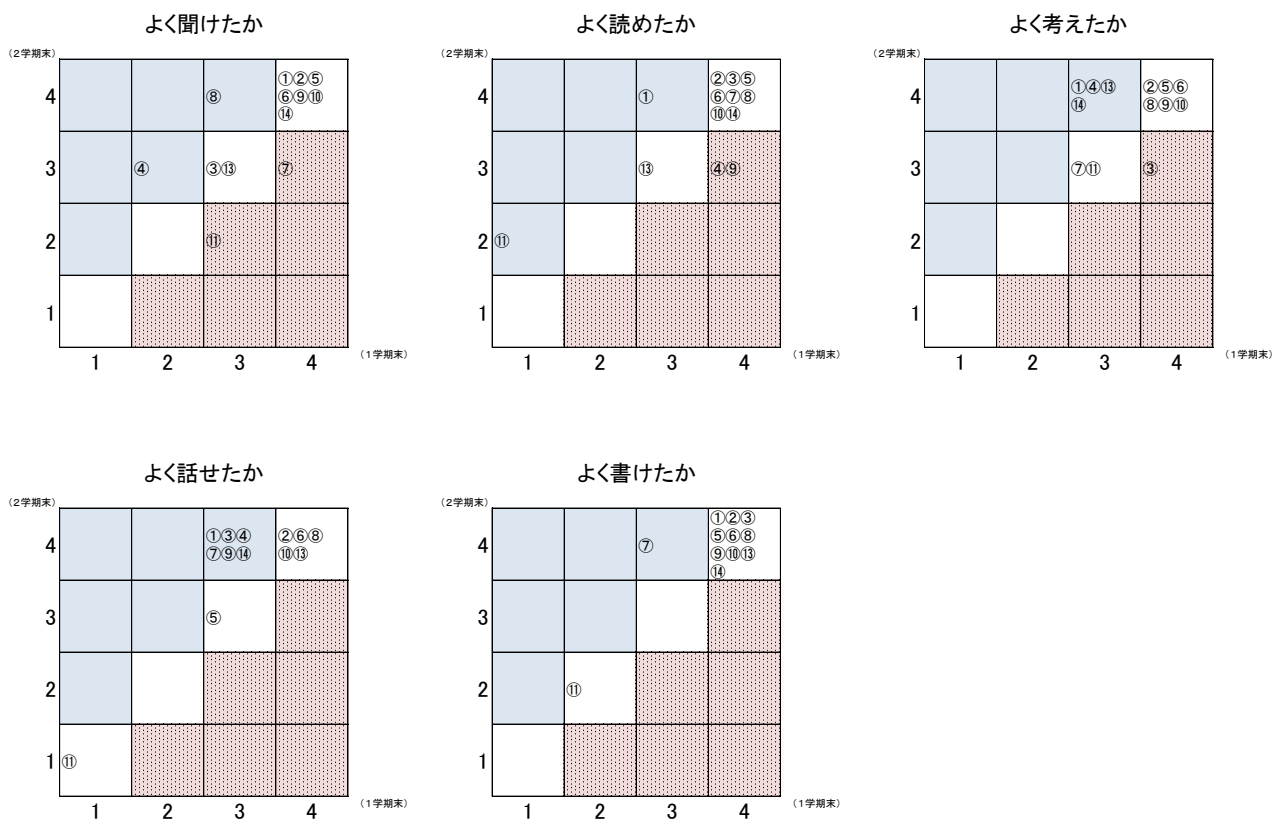 よく聞けたか
(2学期末)
4
⑧
①②⑤
⑥⑨⑩
⑭
3
④
③⑬
⑦
2
⑪
1
1 2 3 4
(1学期末)
よく読めたか
(2学期末)
4
①
②③⑤
⑥⑦⑧
⑩⑭
3
⑬
④⑨
2
⑪
1
1 2 3 4
(1学期末)
よく考えたか
(2学期末)
4
①④⑬
⑭
②⑤⑥
⑧⑨⑩
3
⑦⑪
③
2
1
1 2 3 4
(1学期末)
よく話せたか
(2学期末)
4
①③④
⑦⑨⑭
②⑥⑧
⑩⑬
3
⑤
2
1
⑪
1 2 3 4
(1学期末)
よく書けたか
(2学期末)
4
⑦
①②③
⑤⑥⑧
⑨⑩⑬
⑭
3
2
⑪
1
1 2 3 4
(1学期末)